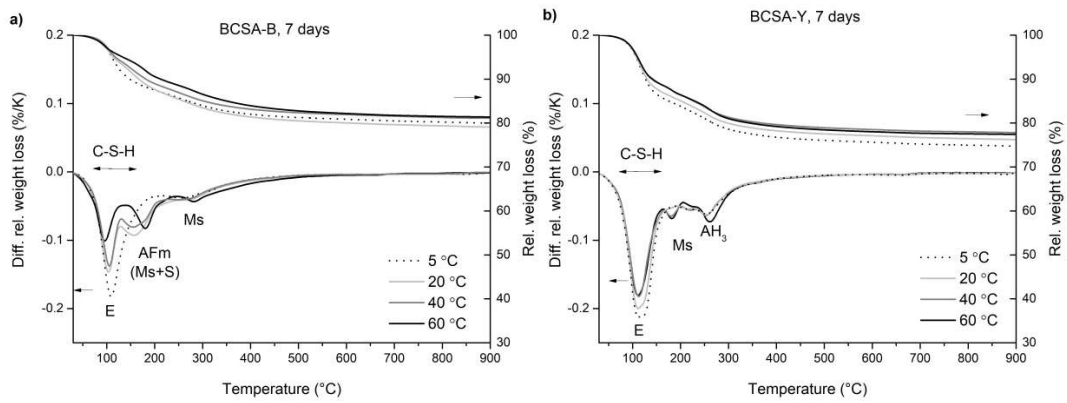 a)
BCSA-B, 7 days
0.2
0.1
0.0
-0.1
-0.2
Diff. rel. weight loss (%/K)
100
90
80
70
60
50
40
30
Rel. weight loss (%)
C-S-H
E
AFm
(Ms+S)
Ms
5 °C
20 °C
40 °C
60 °C
100 200 300 400 500 600 700 800 900
Temperature (°C)
b)
BCSA-Y, 7 days
0.2
0.1
0.0
-0.1
-0.2
Diff. rel. weight loss (%/K)
100
90
80
70
60
50
40
30
Rel. weight loss (%)
C-S-H
E
Ms
AH₃
5 °C
20 °C
40 °C
60 °C
100 200 300 400 500 600 700 800 900
Temperature (°C)